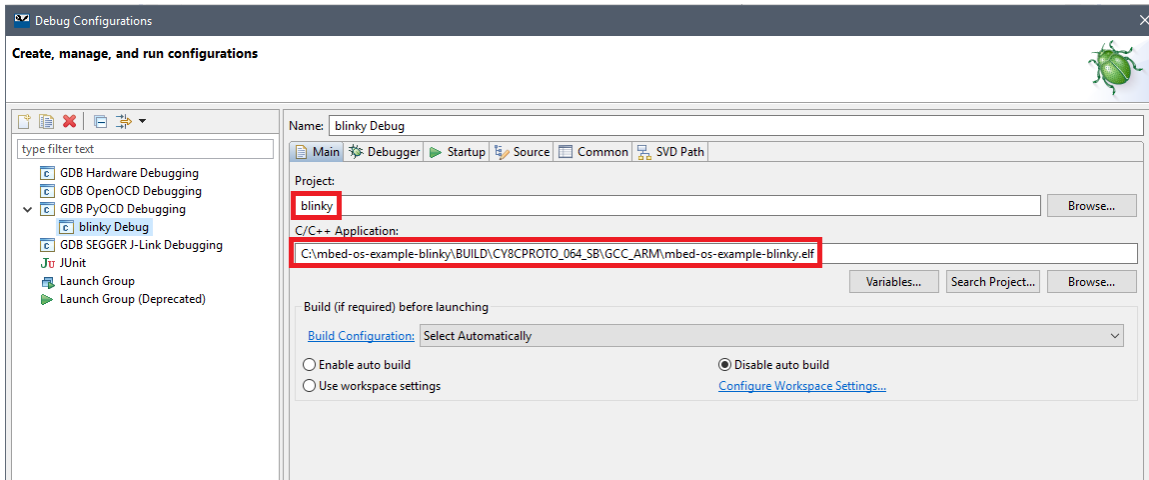 Debug Configurations
Create, manage, and run configurations
type filter text
GDB Hardware Debugging
GDB OpenOCD Debugging
GDB PyOCD Debugging
blinky Debug
GDB SEGGER J-Link Debugging
Ju JUnit
Launch Group
Launch Group (Deprecated)
Name: blinky Debug
Main Debugger Startup Source Common SVD Path
Project:
blinky Browse...
C/C++ Application:
C:\mbed-os-example-blinky\BUILD\CY8CPROTO_064_SB\GCC_ARM\mbed-os-example-blinky.elf
Variables... Search Project... Browse...
Build (if required) before launching
Build Configuration: Select Automatically
Enable auto build Disable auto build
Use workspace settings Configure Workspace Settings...